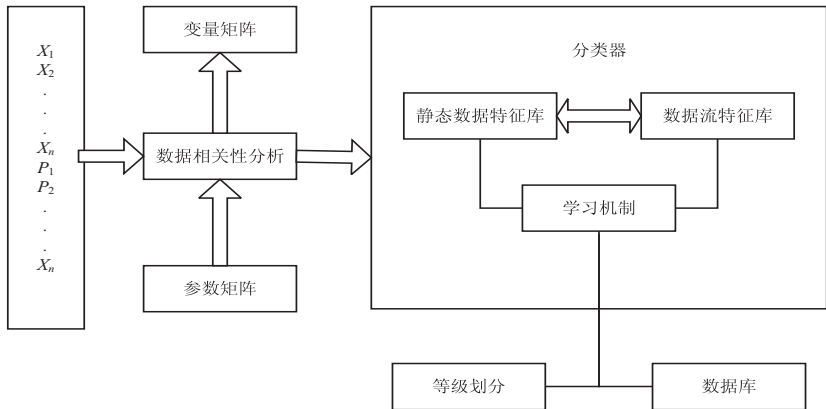 X₁
X₂
.
.
.
Xₙ
P₁
P₂
.
.
.
Xₙ
变量矩阵
数据相关性分析
参数矩阵
分类器
静态数据特征库
数据流特征库
学习机制
等级划分
数据库